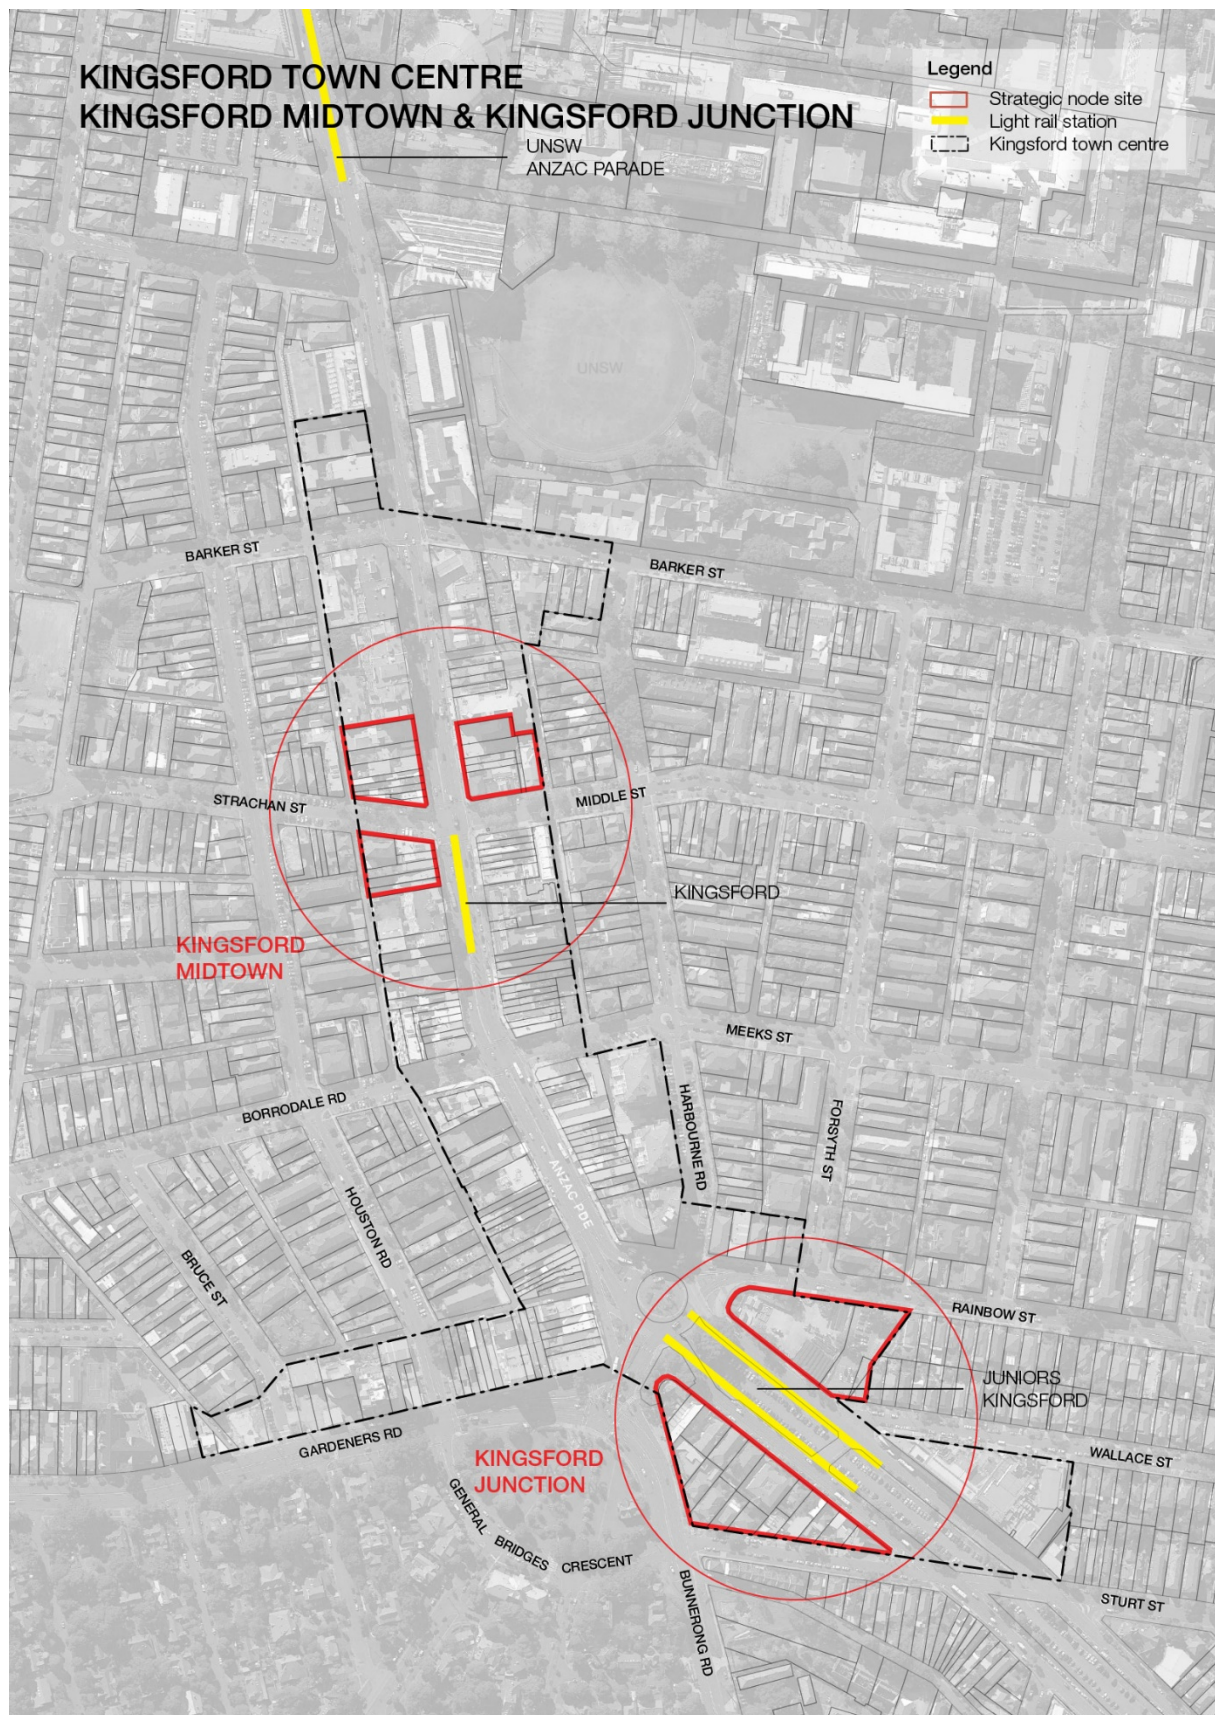 KINGSFORD TOWN CENTRE
KINGSFORD MIDTOWN & KINGSFORD JUNCTION
Legend
Strategic node site
Light rail station
Kingsford town centre
UNSW
ANZAC PARADE
UNSW
BARKER ST
BARKER ST
STRACHAN ST
MIDDLE ST
KINGSFORD
KINGSFORD
MIDTOWN
MEEKS ST
BORRODALE RD
HARBOURNE RD
FORSYTH ST
ANZAC PDE
HOUSTON RD
BRUCE ST
RAINBOW ST
JUNIORS
KINGSFORD
GARDENERS RD
WALLACE ST
KINGSFORD
JUNCTION
GENERAL BRIDGES CRESCENT
BUNNERONG RD
STURT ST